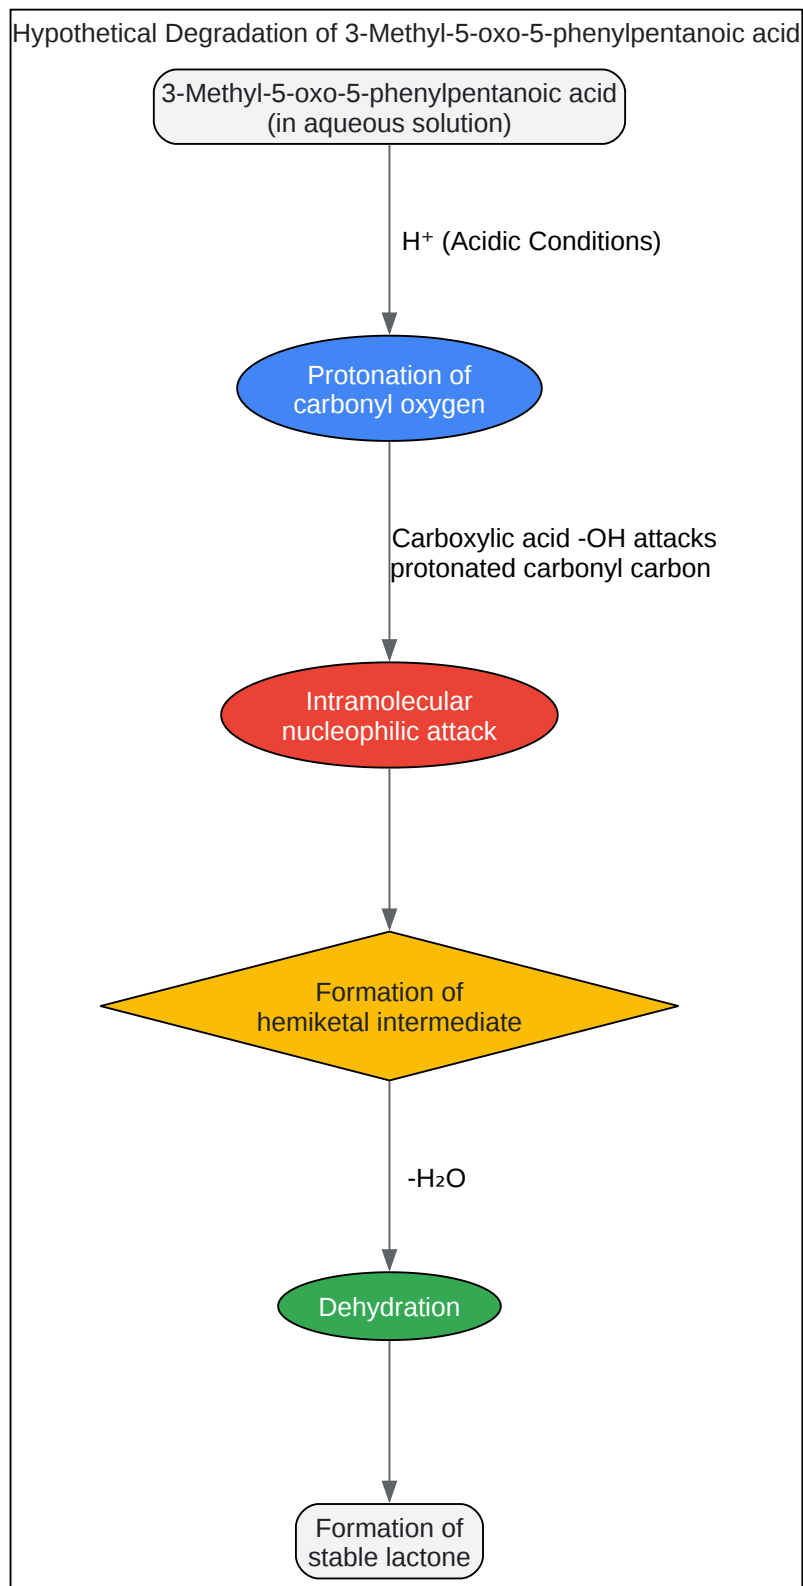 Hypothetical Degradation of 3-Methyl-5-oxo-5-phenylpentanoic acid
3-Methyl-5-oxo-5-phenylpentanoic acid
(in aqueous solution)
H⁺ (Acidic Conditions)
Protonation of
carbonyl oxygen
Carboxylic acid -OH attacks
protonated carbonyl carbon
Intramolecular
nucleophilic attack
Formation of
hemiketal intermediate
-H₂O
Dehydration
Formation of
stable lactone